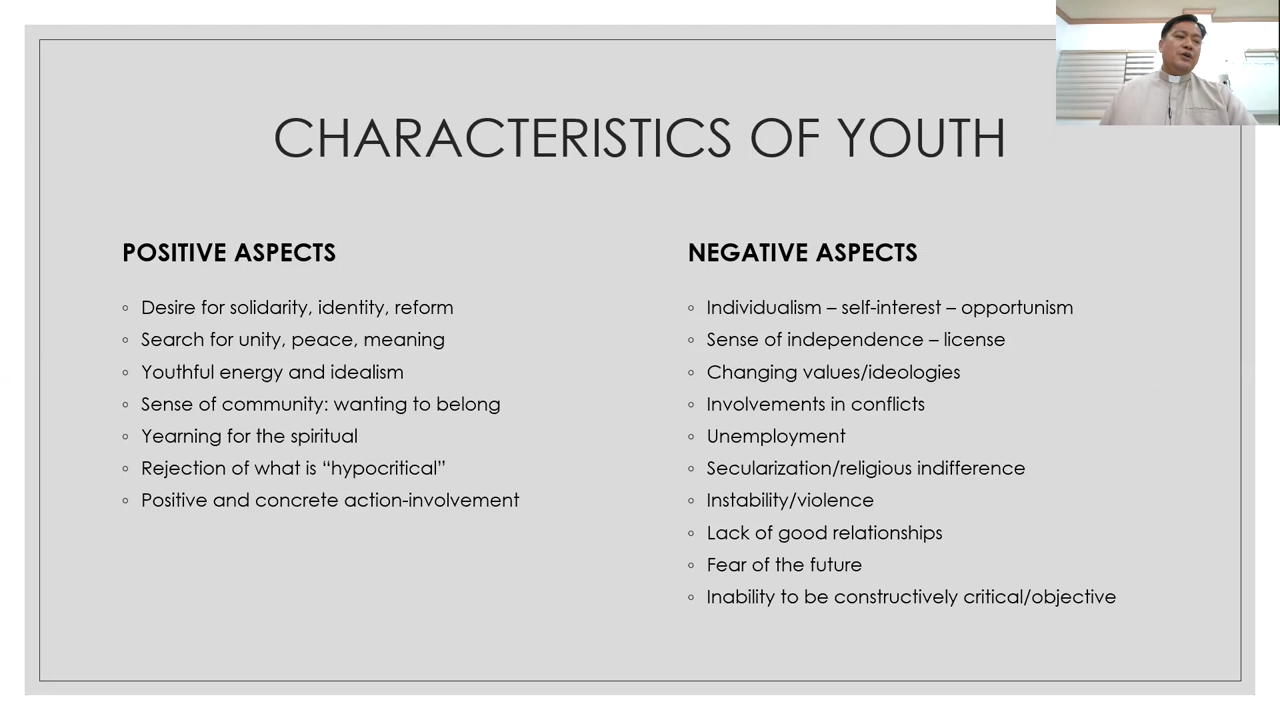 CHARACTERISTICS OF YOUTH
POSITIVE ASPECTS
◦ Desire for solidarity, identity, reform
◦ Search for unity, peace, meaning
◦ Youthful energy and idealism
◦ Sense of community: wanting to belong
◦ Yearning for the spiritual
◦ Rejection of what is “hypocritical”
◦ Positive and concrete action-involvement
NEGATIVE ASPECTS
◦ Individualism – self-interest – opportunism
◦ Sense of independence – license
◦ Changing values/ideologies
◦ Involvements in conflicts
◦ Unemployment
◦ Secularization/religious indifference
◦ Instability/violence
◦ Lack of good relationships
◦ Fear of the future
◦ Inability to be constructively critical/objective